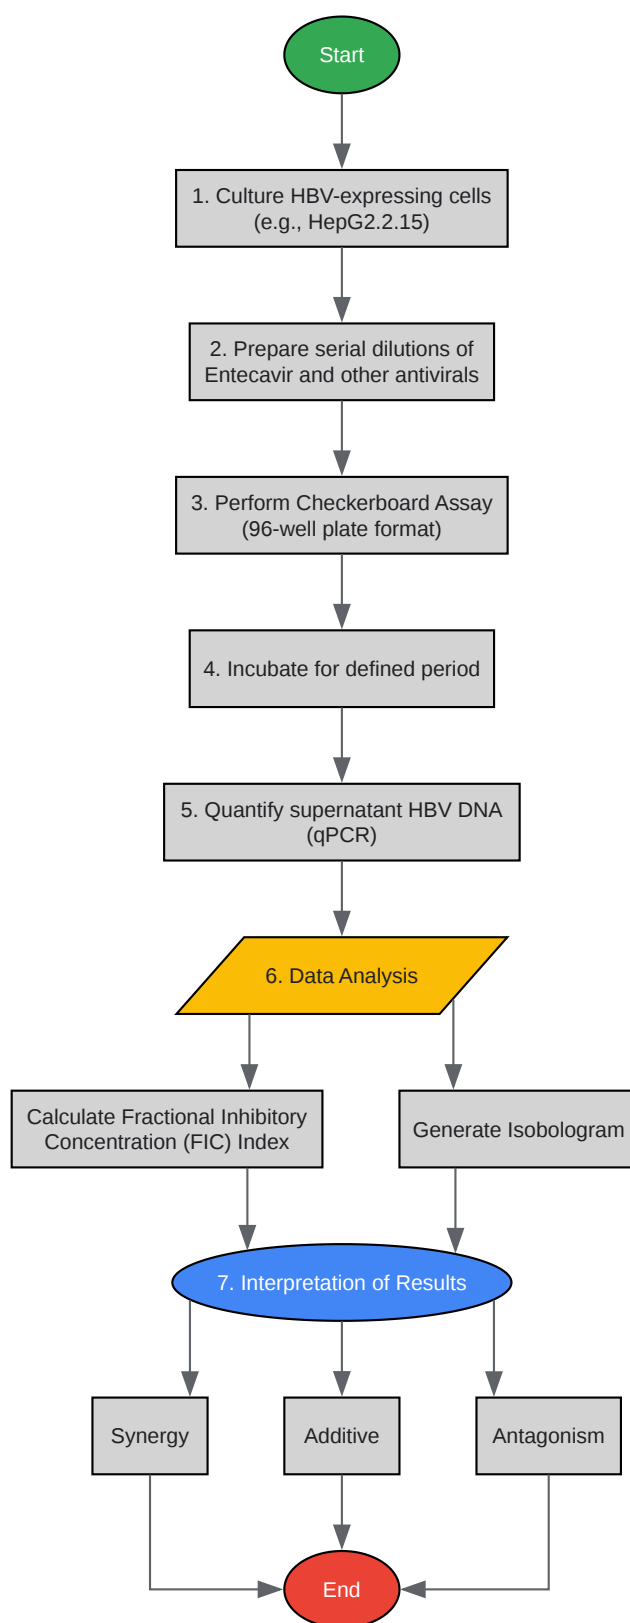 Start
1. Culture HBV-expressing cells
(e.g., HepG2.2.15)
2. Prepare serial dilutions of
Entecavir and other antivirals
3. Perform Checkerboard Assay
(96-well plate format)
4. Incubate for defined period
5. Quantify supernatant HBV DNA
(qPCR)
6. Data Analysis
Calculate Fractional Inhibitory
Concentration (FIC) Index
Generate Isobologram
7. Interpretation of Results
Synergy
Additive
Antagonism
End